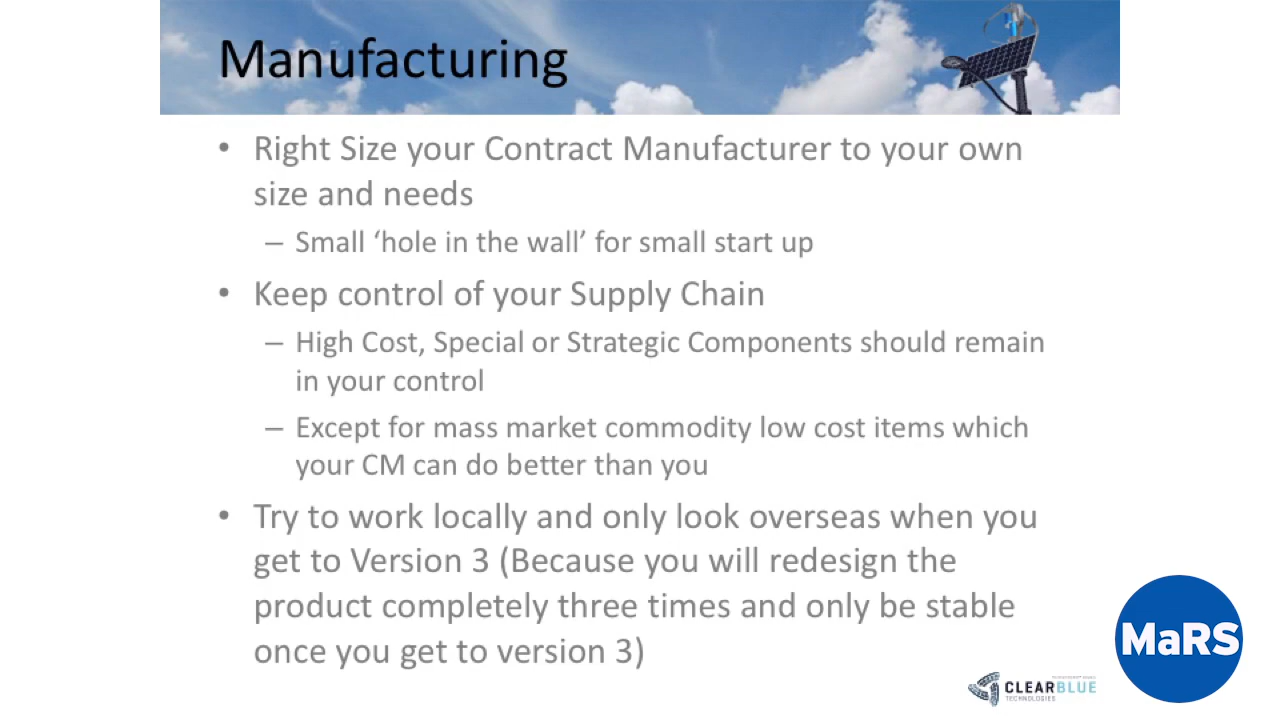 Manufacturing
• Right Size your Contract Manufacturer to your own
size and needs
– Small ‘hole in the wall’ for small start up
• Keep control of your Supply Chain
– High Cost, Special or Strategic Components should remain
in your control
– Except for mass market commodity low cost items which
your CM can do better than you
• Try to work locally and only look overseas when you
get to Version 3 (Because you will redesign the
product completely three times and only be stable
once you get to version 3)
CLEARBLUE
TECHNOLOGIES
MaRS